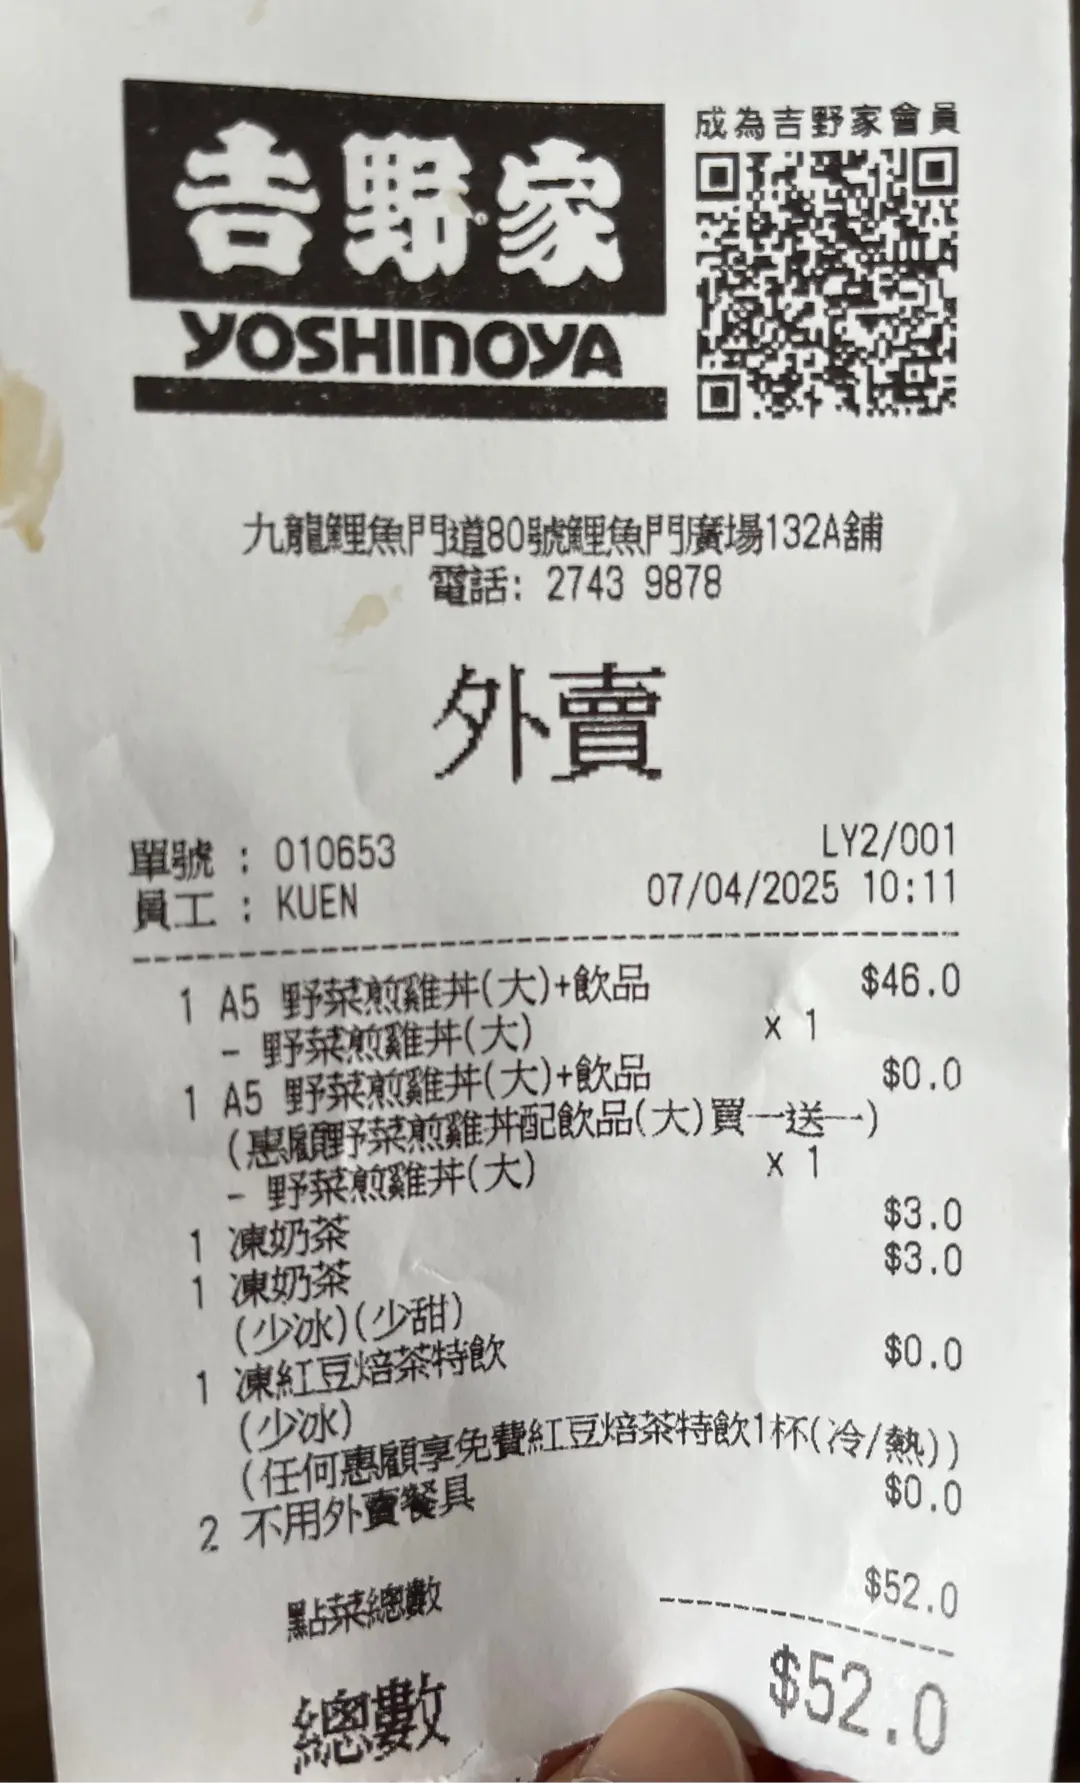 吉野家
YOSHINOYA
成為吉野家會員
九龍鯉魚門道80號鯉魚門廣場132A舖
電話: 2743 9878
外賣
單號 : 010653 LY2/001
員工 : KUEN 07/04/2025 10:11
1 A5 野菜煎雞丼(大)+飲品 $46.0
- 野菜煎雞丼(大) x 1
1 A5 野菜煎雞丼(大)+飲品 $0.0
(惠顧野菜煎雞丼配飲品(大)買一送一)
- 野菜煎雞丼(大) x 1
1 凍奶茶 $3.0
1 凍奶茶 $3.0
(少冰)(少甜)
1 凍紅豆焙茶特飲 $0.0
(少冰)
(任何惠顧享免費紅豆焙茶特飲1杯(冷/熱))
2 不用外賣餐具 $0.0
點菜總數 $52.0
總數 $52.0